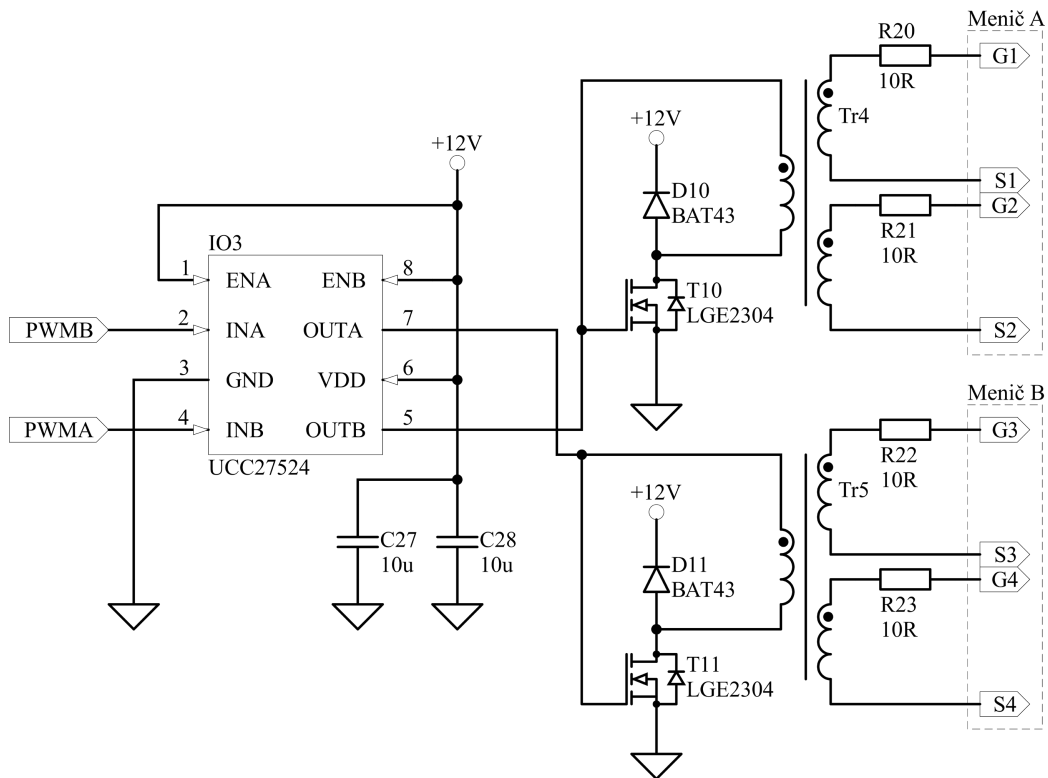 Menič A
R20
10R
G1
Tr4
S1
G2
R21
10R
S2
+12V
D10
BAT43
T10
LGE2304
+12V
IO3
1 ENA ENB 8
PWMB 2 INA OUTA 7
3 GND VDD 6
PWMA 4 INB OUTB 5
UCC27524
C27
10u
C28
10u
Menič B
R22
10R
G3
Tr5
S3
G4
R23
10R
S4
+12V
D11
BAT43
T11
LGE2304